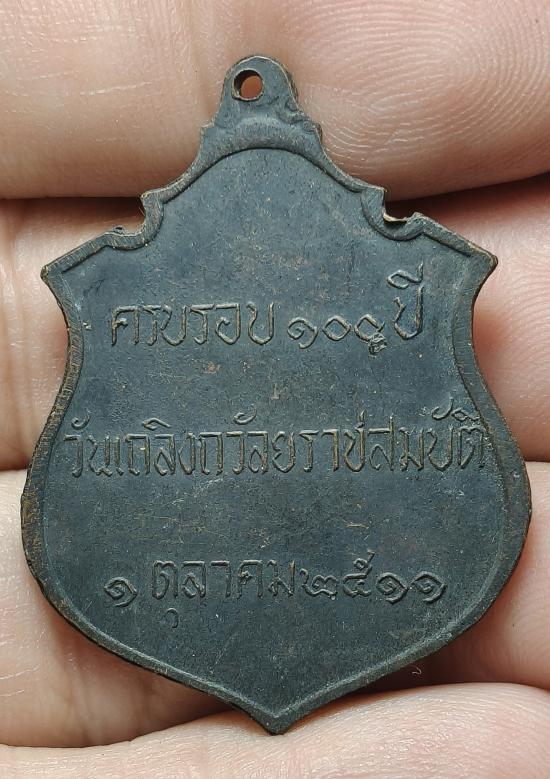 ครบรอบ ๑๐๐ ปี
วันเถลิงถวัลยราชสมบัติ
๑ ตุลาคม ๒๕๑๑